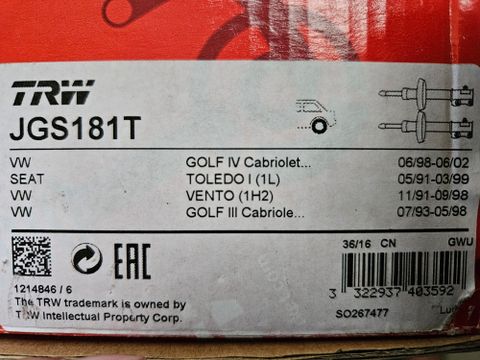 TRW
JGS181T
VW GOLF IV Cabriolet... 06/98-06/02
SEAT TOLEDO I (1L) 05/91-03/99
VW VENTO (1H2) 11/91-09/98
VW GOLF III Cabriole... 07/93-05/98
EAC
36/16 CN GWU
1214846 / 6
The TRW trademark is owned by
TRW Intellectual Property Corp.
3 322937 403592
SO267477